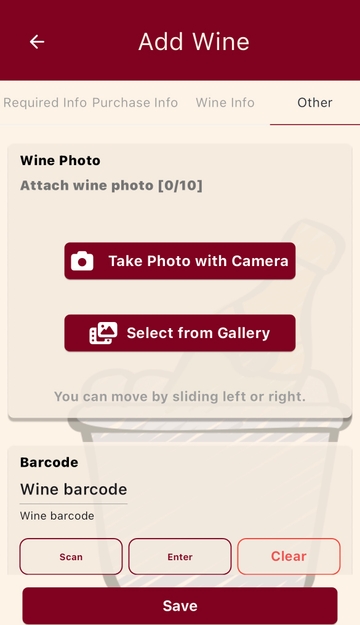 Add Wine
Required Info Purchase Info Wine Info Other
Wine Photo
Attach wine photo [0/10]
Take Photo with Camera
Select from Gallery
You can move by sliding left or right.
Barcode
Wine barcode
Wine barcode
Scan Enter Clear
Save